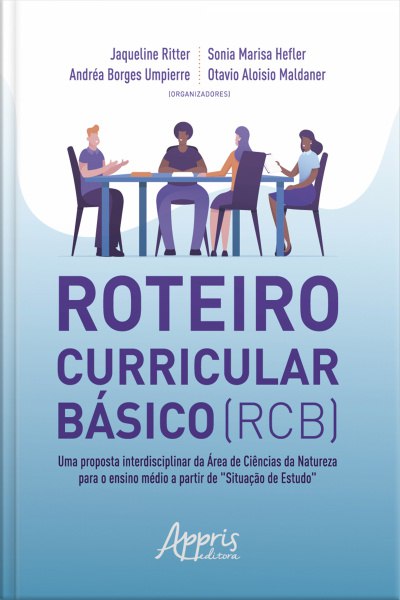 Jaqueline Ritter
Andréa Borges Umpierre
Sonia Marisa Hefler
Otavio Aloisio Maldaner
(ORGANIZADORES)
ROTEIRO
CURRICULAR
BÁSICO (RCB)
Uma proposta interdisciplinar da Área de Ciências da Natureza
para o ensino médio a partir de "Situação de Estudo"
Appris
editora